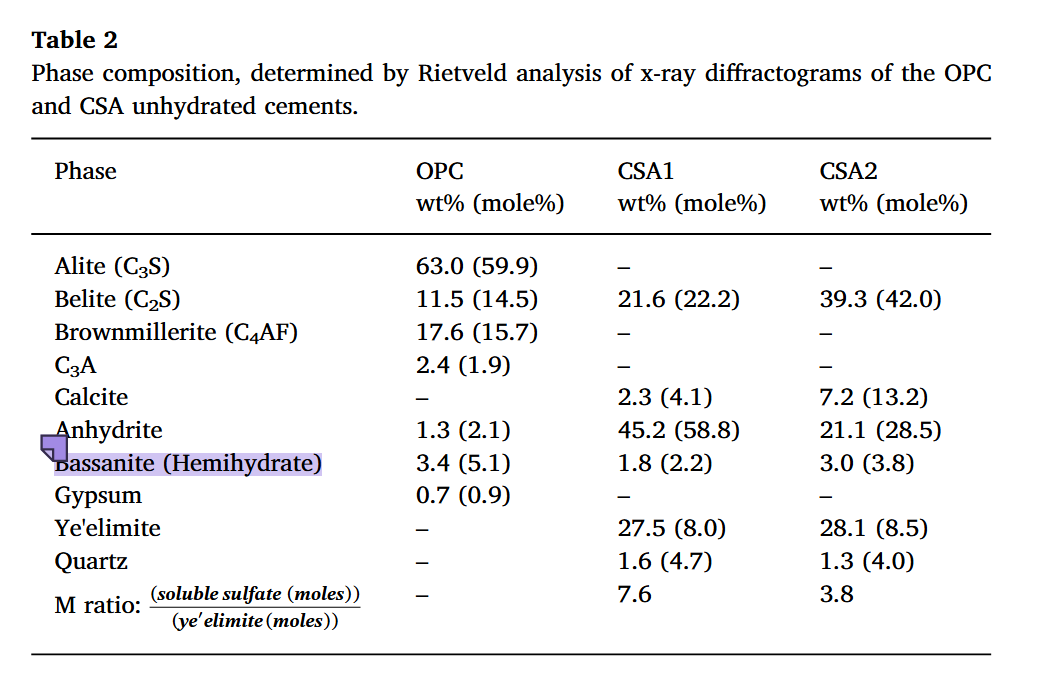 Table 2
Phase composition, determined by Rietveld analysis of x-ray diffractograms of the OPC
and CSA unhydrated cements.
Phase OPC CSA1 CSA2
wt% (mole%) wt% (mole%) wt% (mole%)
Alite (C₃S) 63.0 (59.9) – –
Belite (C₂S) 11.5 (14.5) 21.6 (22.2) 39.3 (42.0)
Brownmillerite (C₄AF) 17.6 (15.7) – –
C₃A 2.4 (1.9) – –
Calcite – 2.3 (4.1) 7.2 (13.2)
Anhydrite 1.3 (2.1) 45.2 (58.8) 21.1 (28.5)
Bassanite (Hemihydrate) 3.4 (5.1) 1.8 (2.2) 3.0 (3.8)
Gypsum 0.7 (0.9) – –
Ye'elimite – 27.5 (8.0) 28.1 (8.5)
Quartz – 1.6 (4.7) 1.3 (4.0)
M ratio: (soluble sulfate (moles)) / (ye′elimite (moles)) – 7.6 3.8